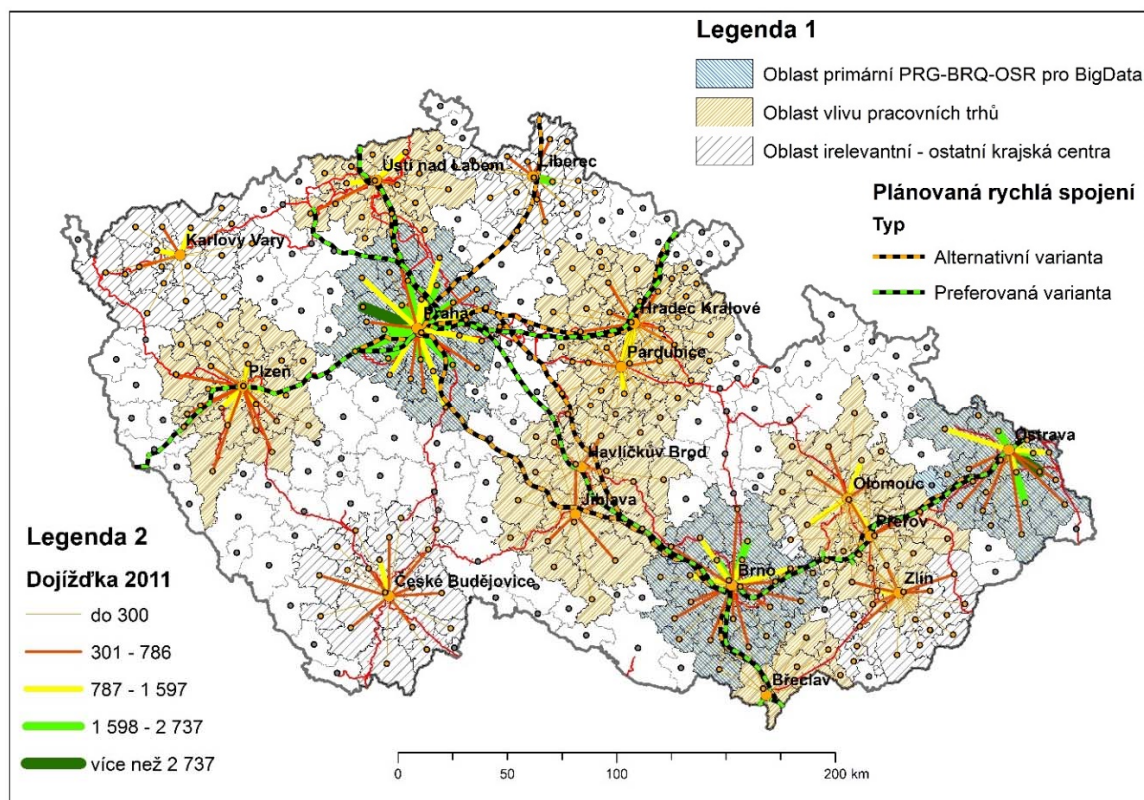 Legenda 1
Oblast primární PRG-BRQ-OSR pro BigData
Oblast vlivu pracovních trhů
Oblast irelevantní - ostatní krajská centra
Plánovaná rychlá spojení
Typ
Alternativní varianta
Preferovaná varianta
Ústí nad Labem
Liberec
Karlovy Vary
Praha
Hradec Králové
Pardubice
Plzeň
Havlíčkův Brod
Jihlava
Ostrava
Olomouc
Přerov
Brno
Zlín
České Budějovice
Břeclav
Legenda 2
Dojížďka 2011
do 300
301 - 786
787 - 1 597
1 598 - 2 737
více než 2 737
0 50 100 200 km